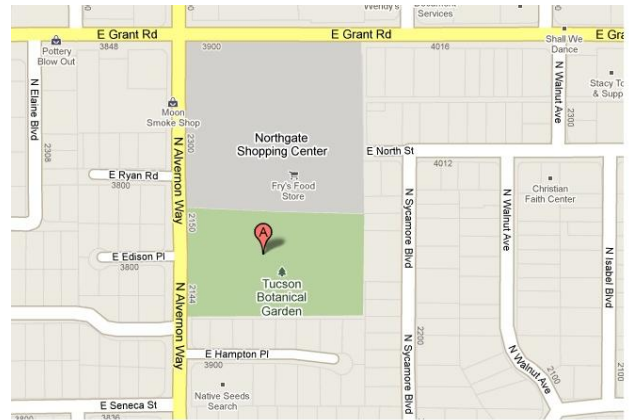 Wendy's
Document
Services
E Grant Rd
E Grant Rd
E Gra
3848
3900
4016
Pottery
Blow Out
Shall We
Dance
N Elaine Blvd
2308
Moon
Smoke Shop
N Alvernon Way
2300
Northgate
Shopping Center
Fry's Food
Store
N Walnut Ave
2300
Stacy To
& Supp
E North St
4012
E Ryan Rd
3800
2150
N Sycamore Blvd
N Walnut Ave
Christian
Faith Center
N Isabel Blvd
E Edison Pl
3800
A
Tucson
Botanical
Garden
N Alvernon Way
2144
E Hampton Pl
3900
N Sycamore Blvd
2200
N Walnut Ave
2100
Native Seeds
Search
E Seneca St
3800
3836